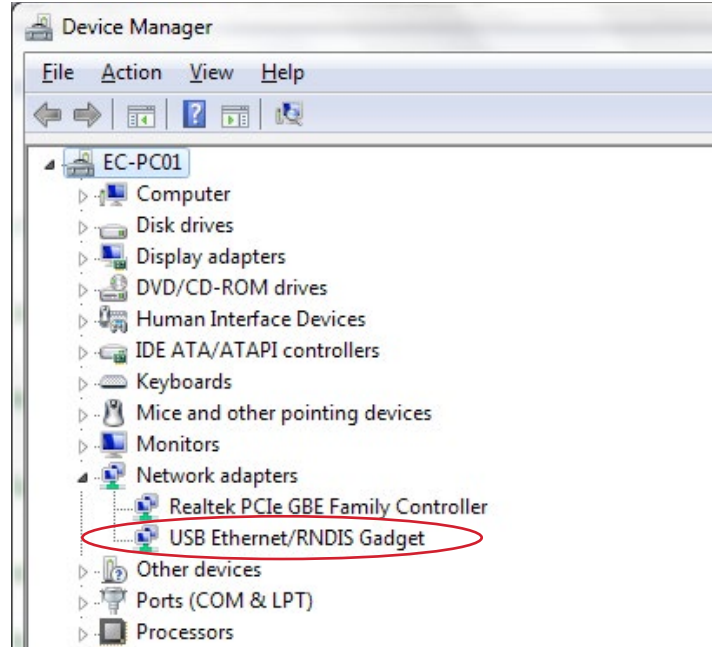 Device Manager
File Action View Help
EC-PC01
Computer
Disk drives
Display adapters
DVD/CD-ROM drives
Human Interface Devices
IDE ATA/ATAPI controllers
Keyboards
Mice and other pointing devices
Monitors
Network adapters
Realtek PCIe GBE Family Controller
USB Ethernet/RNDIS Gadget
Other devices
Ports (COM & LPT)
Processors